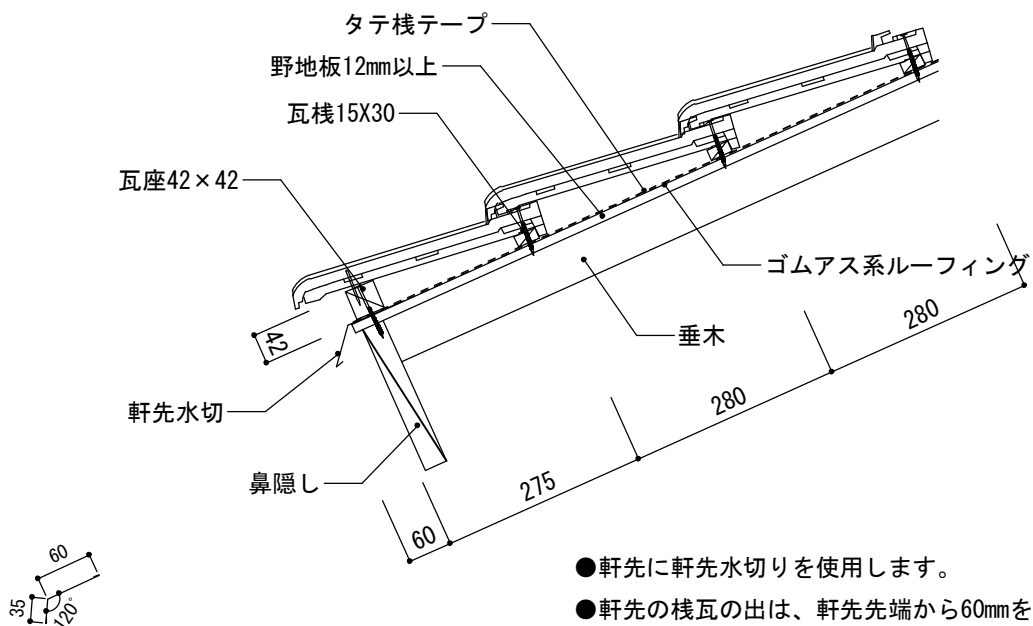 タテ桟テープ
野地板12mm以上
瓦桟15X30
瓦座42×42
ゴムアス系ルーフィング
垂木
42
軒先水切
鼻隠し
280
280
275
60
60
35
120°
●軒先に軒先水切りを使用します。
●軒先の桟瓦の出は、軒先先端から60mmを